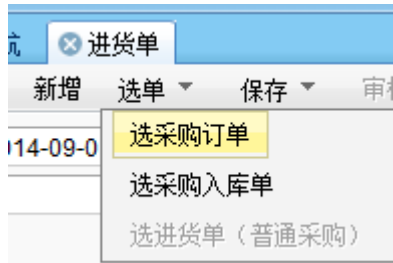 航 进货单
新增 选单 保存 审
014-09-0
选采购订单
选采购入库单
选进货单（普通采购）